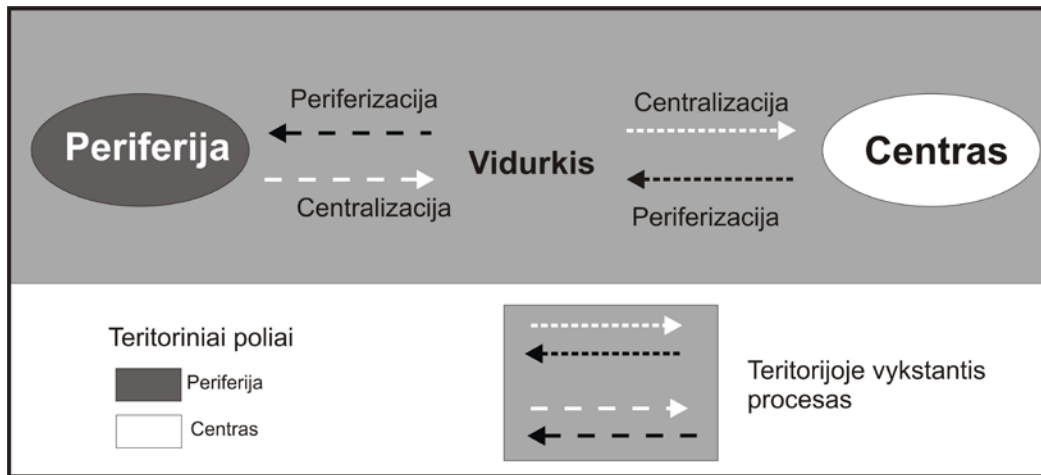 Periferizacija
Centralizacija
Periferija
Vidurkis
Centras
Centralizacija
Periferizacija
Teritoriniai poliai
Periferija
Centras
Teritorijoje vykstantis
procesas